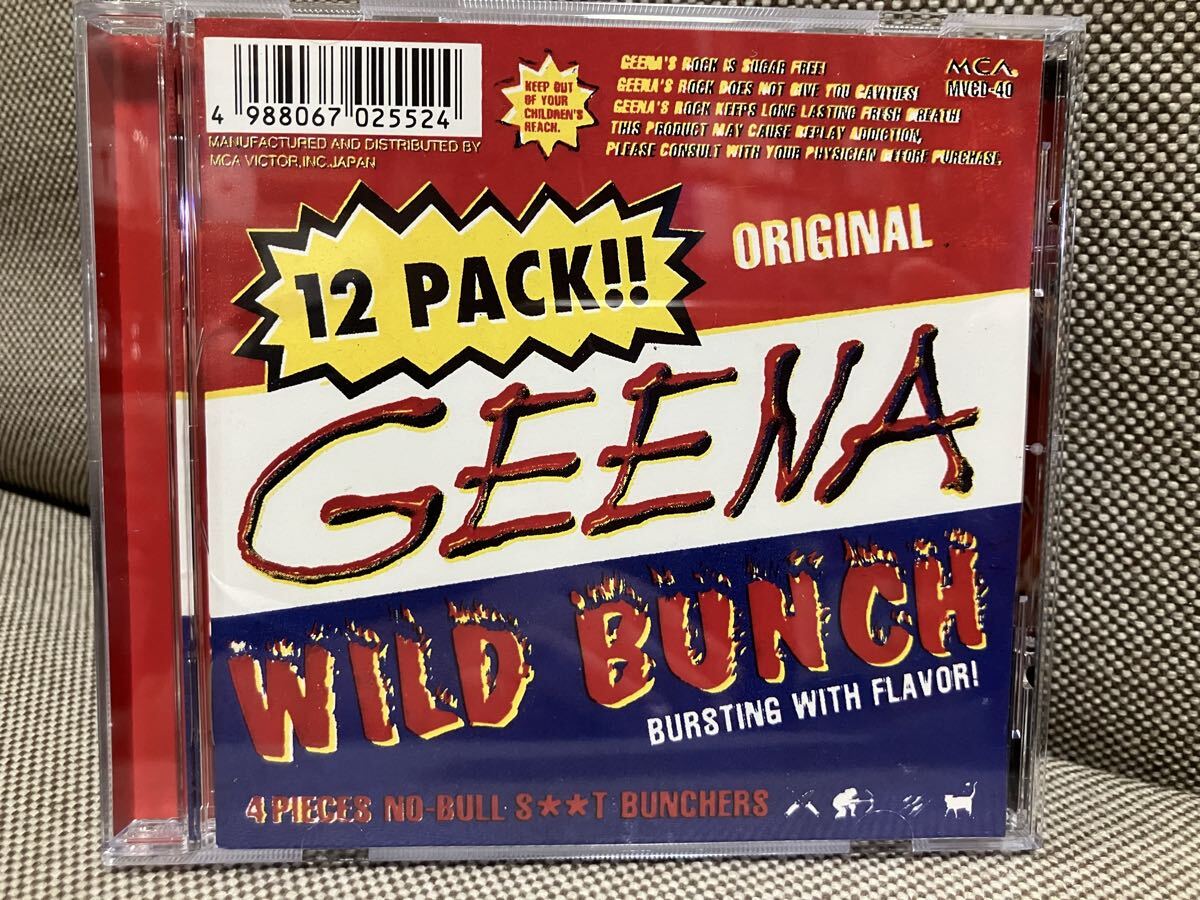 4 988067 025524
MANUFACTURED AND DISTRIBUTED BY
MCA VICTOR,INC.JAPAN
KEEP OUT
OF YOUR
CHILDREN'S
REACH.
GEENA'S ROCK IS SUGAR FREE!
GEENA'S ROCK DOES NOT GIVE YOU CAVITIES!
GEENA'S ROCK KEEPS LONG LASTING FRESH BREATH!
THIS PRODUCT MAY CAUSE REPLAY ADDICTION,
PLEASE CONSULT WITH YOUR PHYSICIAN BEFORE PURCHASE.
MCA
MVCD-40
12 PACK!!
ORIGINAL
GEENA
WILD BUNCH
BURSTING WITH FLAVOR!
4 PIECES NO-BULL S**T BUNCHERS